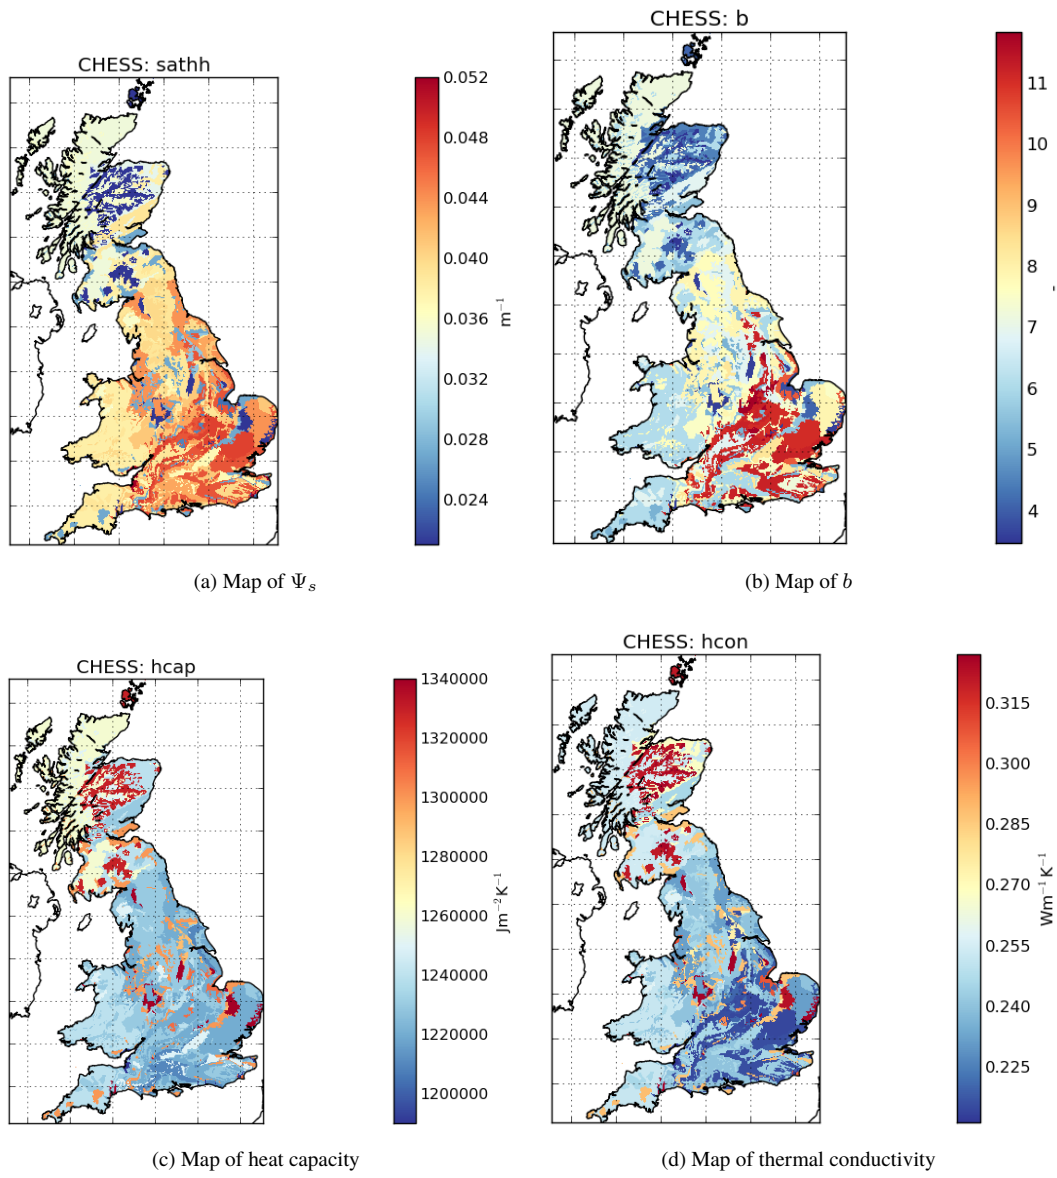 CHESS: sathh
0.052
0.048
0.044
0.040
0.036
0.032
0.028
0.024
m⁻¹
(a) Map of Ψₛ
CHESS: b
11
10
9
8
7
6
5
4
-
(b) Map of b
CHESS: hcap
1340000
1320000
1300000
1280000
1260000
1240000
1220000
1200000
Jm⁻²K⁻¹
(c) Map of heat capacity
CHESS: hcon
0.315
0.300
0.285
0.270
0.255
0.240
0.225
Wm⁻¹K⁻¹
(d) Map of thermal conductivity